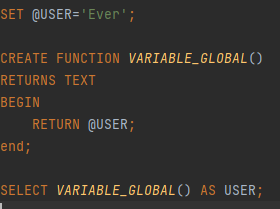 SET @USER='Ever';
CREATE FUNCTION VARIABLE_GLOBAL()
RETURNS TEXT
BEGIN
    RETURN @USER;
end;
SELECT VARIABLE_GLOBAL() AS USER;